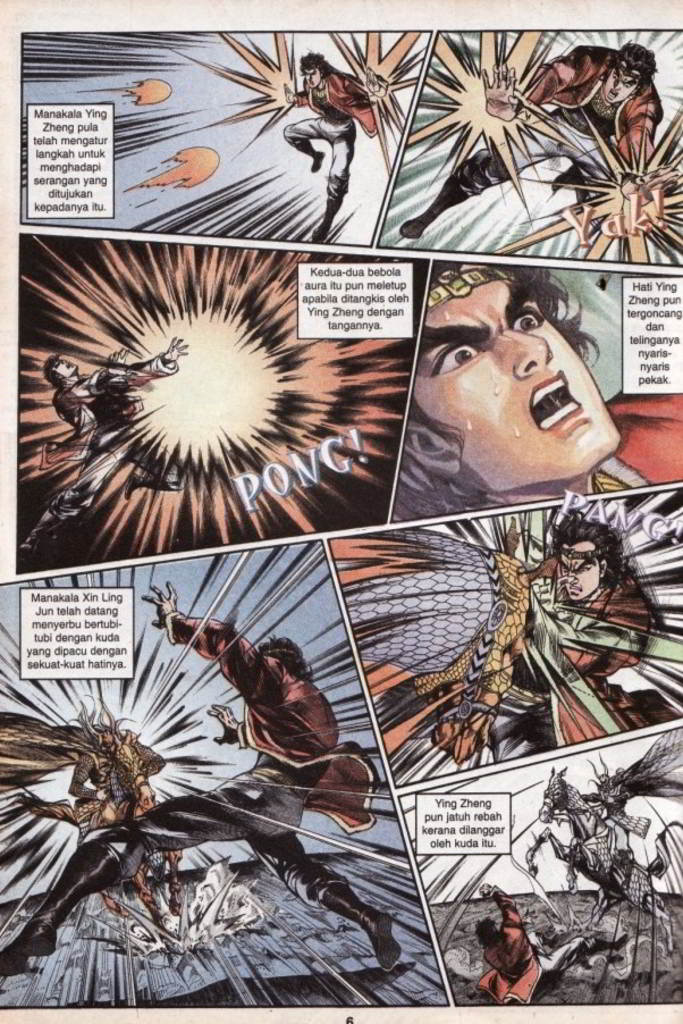 Manakala Ying
Zheng pula
telah mengatur
langkah untuk
menghadapi
serangan yang
ditujukan
kepadanya itu.
Yak!
Kedua-dua bebola
aura itu pun meletup
apabila ditangkis oleh
Ying Zheng dengan
tangannya.
PONG!
Hati Ying
Zheng pun
tergoncang
dan
telinganya
nyaris-
nyaris
pekak.
Manakala Xin Ling
Jun telah datang
menyerbu bertubi-
tubi dengan kuda
yang dipacu dengan
sekuat-kuat hatinya.
PANG!
Ying Zheng
pun jatuh rebah
kerana dilanggar
oleh kuda itu.
6